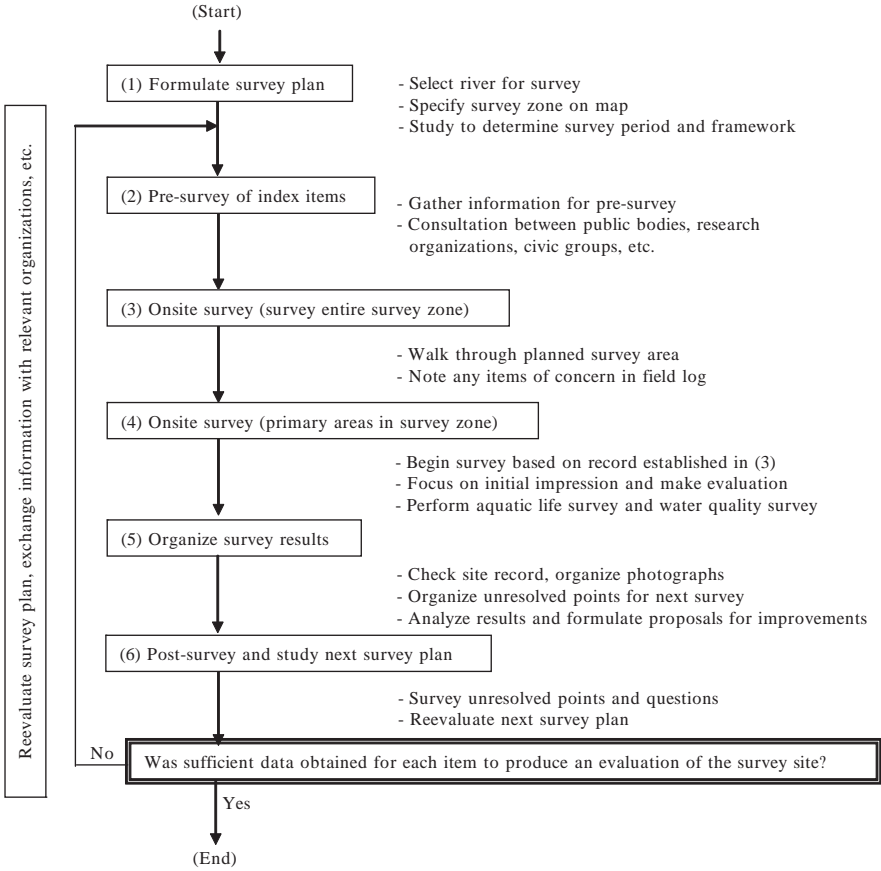 (Start)
(1) Formulate survey plan
- Select river for survey
- Specify survey zone on map
- Study to determine survey period and framework
Reevaluate survey plan, exchange information with relevant organizations, etc.
(2) Pre-survey of index items
- Gather information for pre-survey
- Consultation between public bodies, research
organizations, civic groups, etc.
(3) Onsite survey (survey entire survey zone)
- Walk through planned survey area
- Note any items of concern in field log
(4) Onsite survey (primary areas in survey zone)
- Begin survey based on record established in (3)
- Focus on initial impression and make evaluation
- Perform aquatic life survey and water quality survey
(5) Organize survey results
- Check site record, organize photographs
- Organize unresolved points for next survey
- Analyze results and formulate proposals for improvements
(6) Post-survey and study next survey plan
- Survey unresolved points and questions
- Reevaluate next survey plan
No
Was sufficient data obtained for each item to produce an evaluation of the survey site?
Yes
(End)